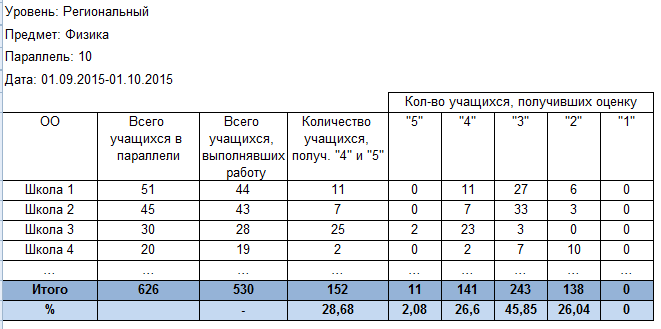 Уровень: Региональный
Предмет: Физика
Параллель: 10
Дата: 01.09.2015-01.10.2015
Кол-во учащихся, получивших оценку
ОО Всего учащихся в параллели Всего учащихся, выполнявших работу Количество учащихся, получ. "4" и "5" "5" "4" "3" "2" "1"
Школа 1 51 44 11 0 11 27 6 0
Школа 2 45 43 7 0 7 33 3 0
Школа 3 30 28 25 2 23 3 0 0
Школа 4 20 19 2 0 2 7 10 0
... ... ... ... ... ... ... ... ...
Итого 626 530 152 11 141 243 138 0
% - 28,68 2,08 26,6 45,85 26,04 0